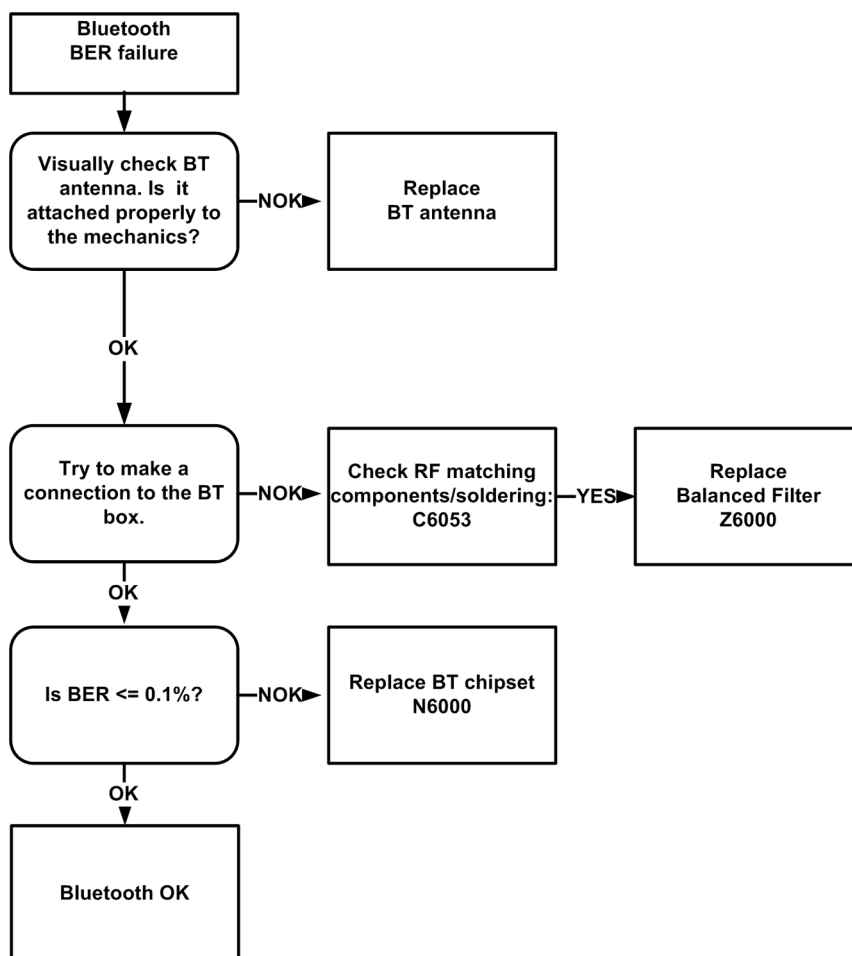 Bluetooth
BER failure
Visually check BT
antenna. Is it
attached properly to
the mechanics?
NOK
Replace
BT antenna
OK
Try to make a
connection to the BT
box.
NOK
Check RF matching
components/soldering:
C6053
YES
Replace
Balanced Filter
Z6000
OK
Is BER <= 0.1%?
NOK
Replace BT chipset
N6000
OK
Bluetooth OK